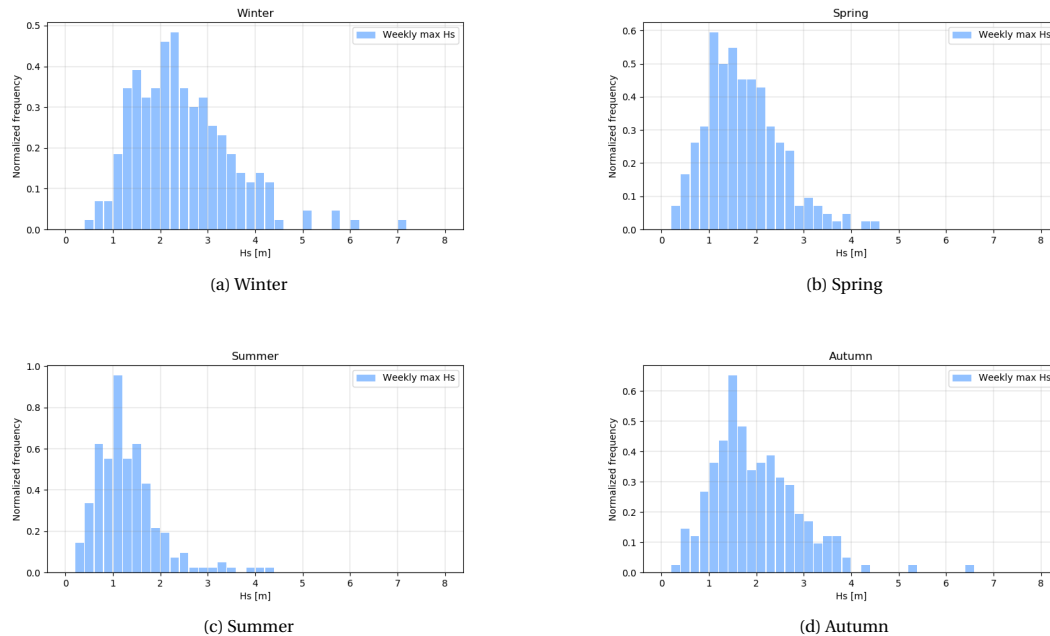 Winter
Weekly max Hs
Normalized frequency
0.5
0.4
0.3
0.2
0.1
0.0
0 1 2 3 4 5 6 7 8
Hs [m]
(a) Winter
Spring
Weekly max Hs
Normalized frequency
0.6
0.5
0.4
0.3
0.2
0.1
0.0
0 1 2 3 4 5 6 7 8
Hs [m]
(b) Spring
Summer
Weekly max Hs
Normalized frequency
1.0
0.8
0.6
0.4
0.2
0.0
0 1 2 3 4 5 6 7 8
Hs [m]
(c) Summer
Autumn
Weekly max Hs
Normalized frequency
0.6
0.5
0.4
0.3
0.2
0.1
0.0
0 1 2 3 4 5 6 7 8
Hs [m]
(d) Autumn